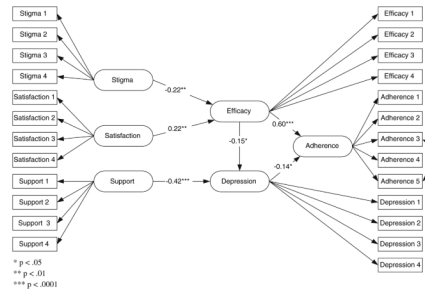 Stigma 1
Stigma 2
Stigma 3
Stigma 4
Satisfaction 1
Satisfaction 2
Satisfaction 3
Satisfaction 4
Support 1
Support 2
Support 3
Support 4
Stigma
Satisfaction
Support
-0.22**
0.22**
-0.42***
Efficacy
-0.15*
Depression
0.60***
-0.14*
Adherence
Efficacy 1
Efficacy 2
Efficacy 3
Efficacy 4
Adherence 1
Adherence 2
Adherence 3
Adherence 4
Adherence 5
Depression 1
Depression 2
Depression 3
Depression 4
* p < .05
** p < .01
*** p < .0001